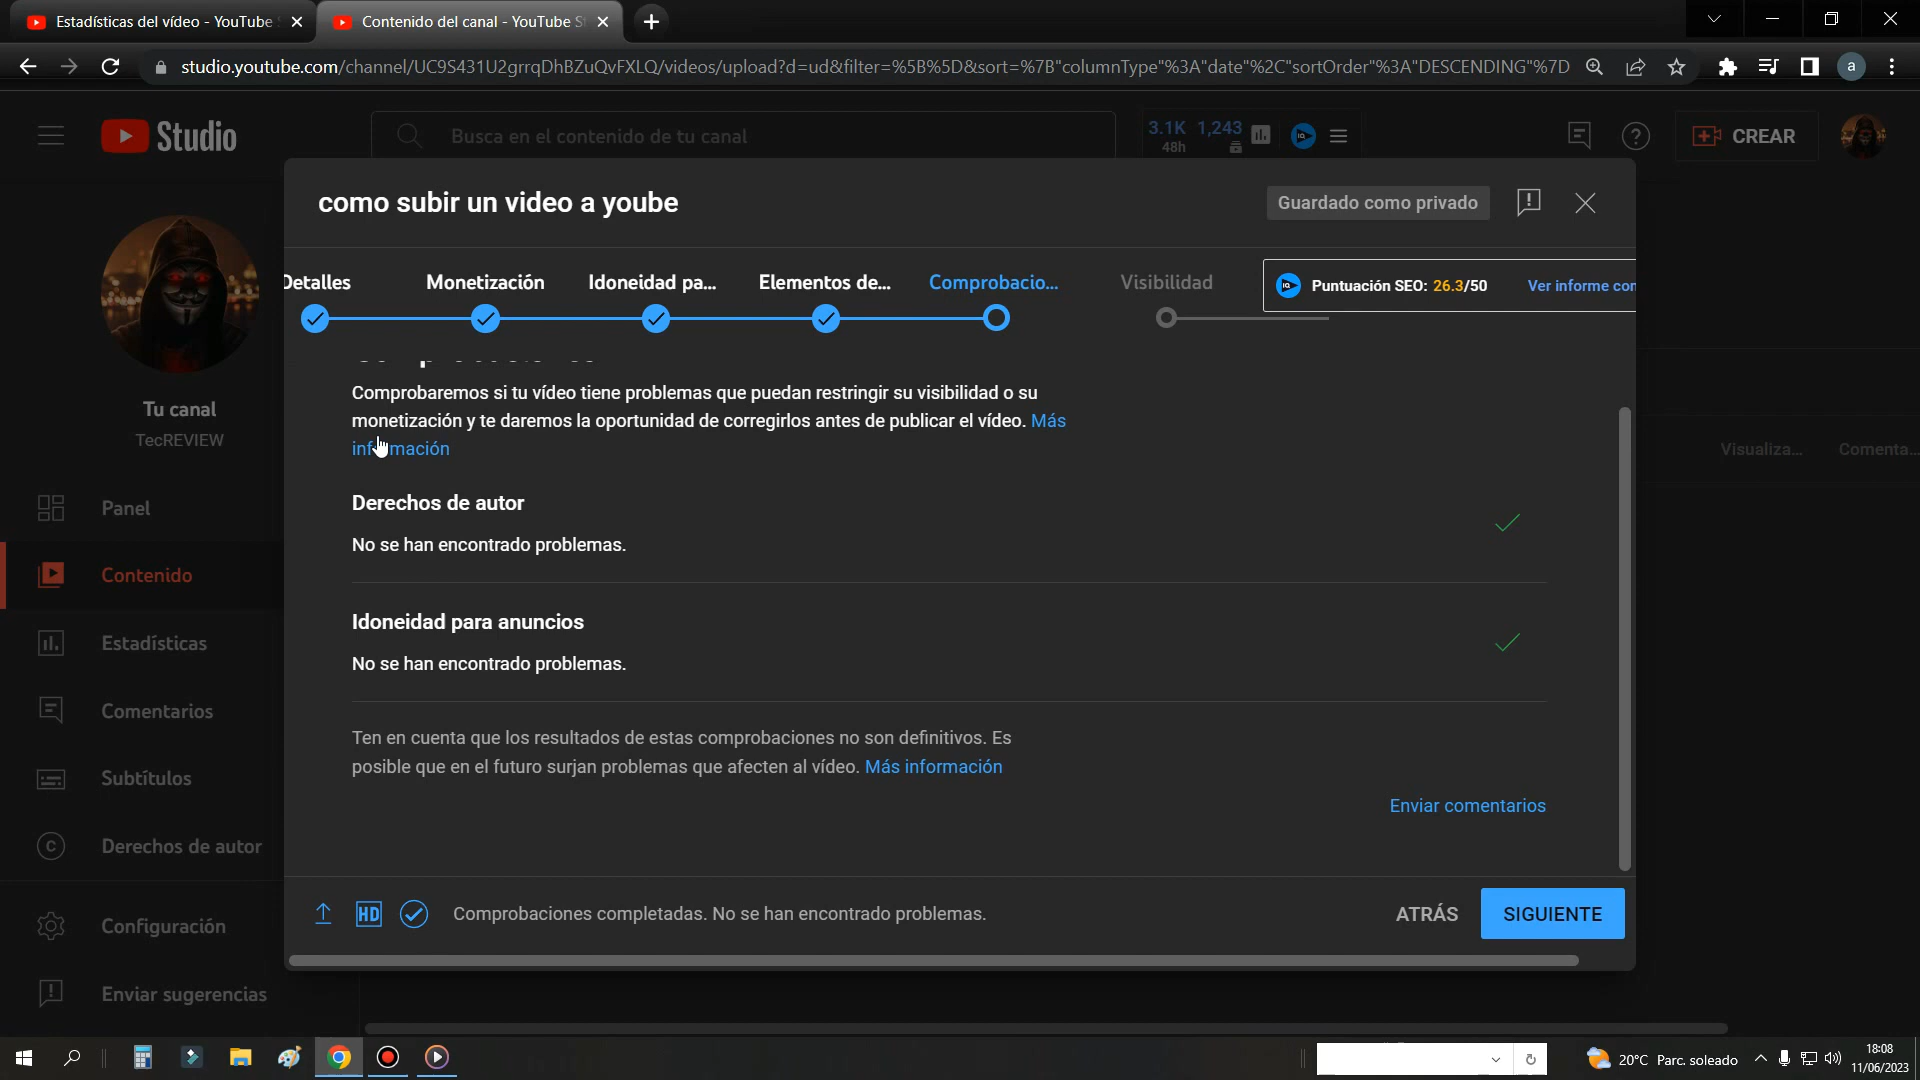 Estadísticas del vídeo - YouTube
Contenido del canal - YouTube S
studio.youtube.com/channel/UC9S431U2grrqDhBZuQvFXLQ/videos/upload?d=ud&filter=%5B%5D&sort=%7B"columnType"%3A"date"%2C"sortOrder"%3A"DESCENDING"%7D
a
Studio
Busca en el contenido de tu canal
3.1K 1,243
48h
IQ
CREAR
como subir un video a yoube
Guardado como privado
Detalles
Monetización
Idoneidad pa...
Elementos de...
Comprobacio...
Visibilidad
IQ
Puntuación SEO: 26.3/50
Ver informe con
Comprobaremos si tu vídeo tiene problemas que puedan restringir su visibilidad o su
monetización y te daremos la oportunidad de corregirlos antes de publicar el vídeo. Más
información
Derechos de autor
No se han encontrado problemas.
Idoneidad para anuncios
No se han encontrado problemas.
Ten en cuenta que los resultados de estas comprobaciones no son definitivos. Es
posible que en el futuro surjan problemas que afecten al vídeo. Más información
Enviar comentarios
HD
Comprobaciones completadas. No se han encontrado problemas.
ATRÁS
SIGUIENTE
Tu canal
TecREVIEW
Panel
Contenido
Estadísticas
Comentarios
Subtítulos
Derechos de autor
Configuración
Enviar sugerencias
Visualiza...
Comenta...
20°C Parc. soleado
18:08
11/06/2023